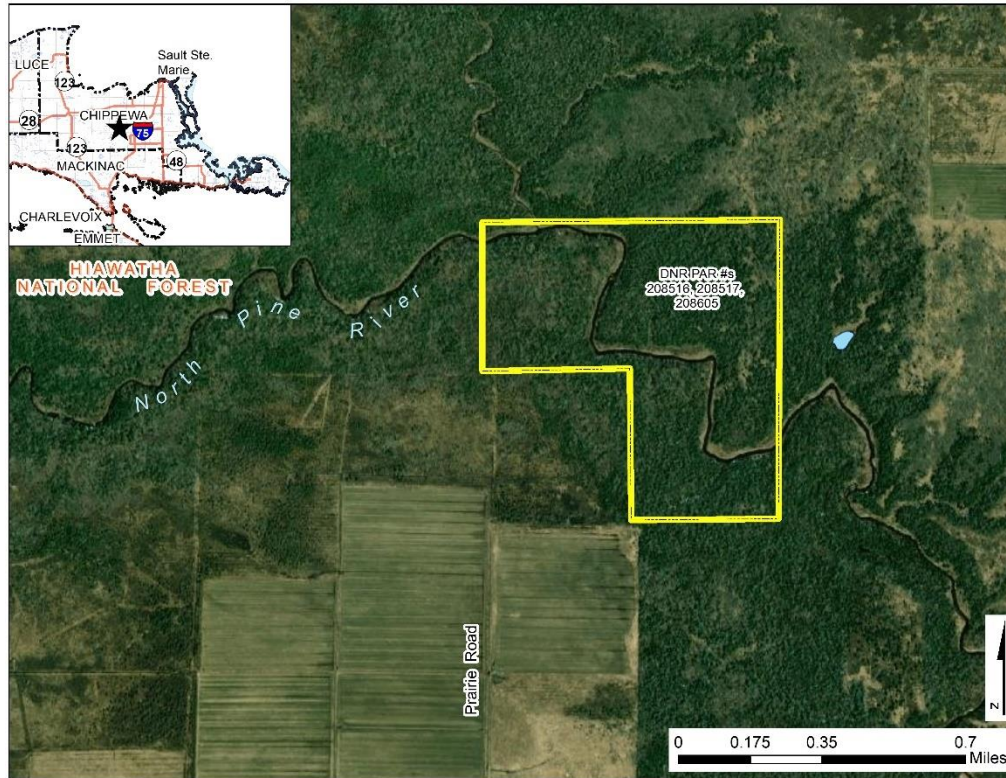 LUCE
Sault Ste.
Marie
123
CHIPPEWA
28
75
123
MACKINAC
48
CHARLEVOIX
EMMET
HIAWATHA
NATIONAL FOREST
North Pine River
DNR PAR #s
208516, 208517,
208605
Prairie Road
N
0 0.175 0.35 0.7
Miles